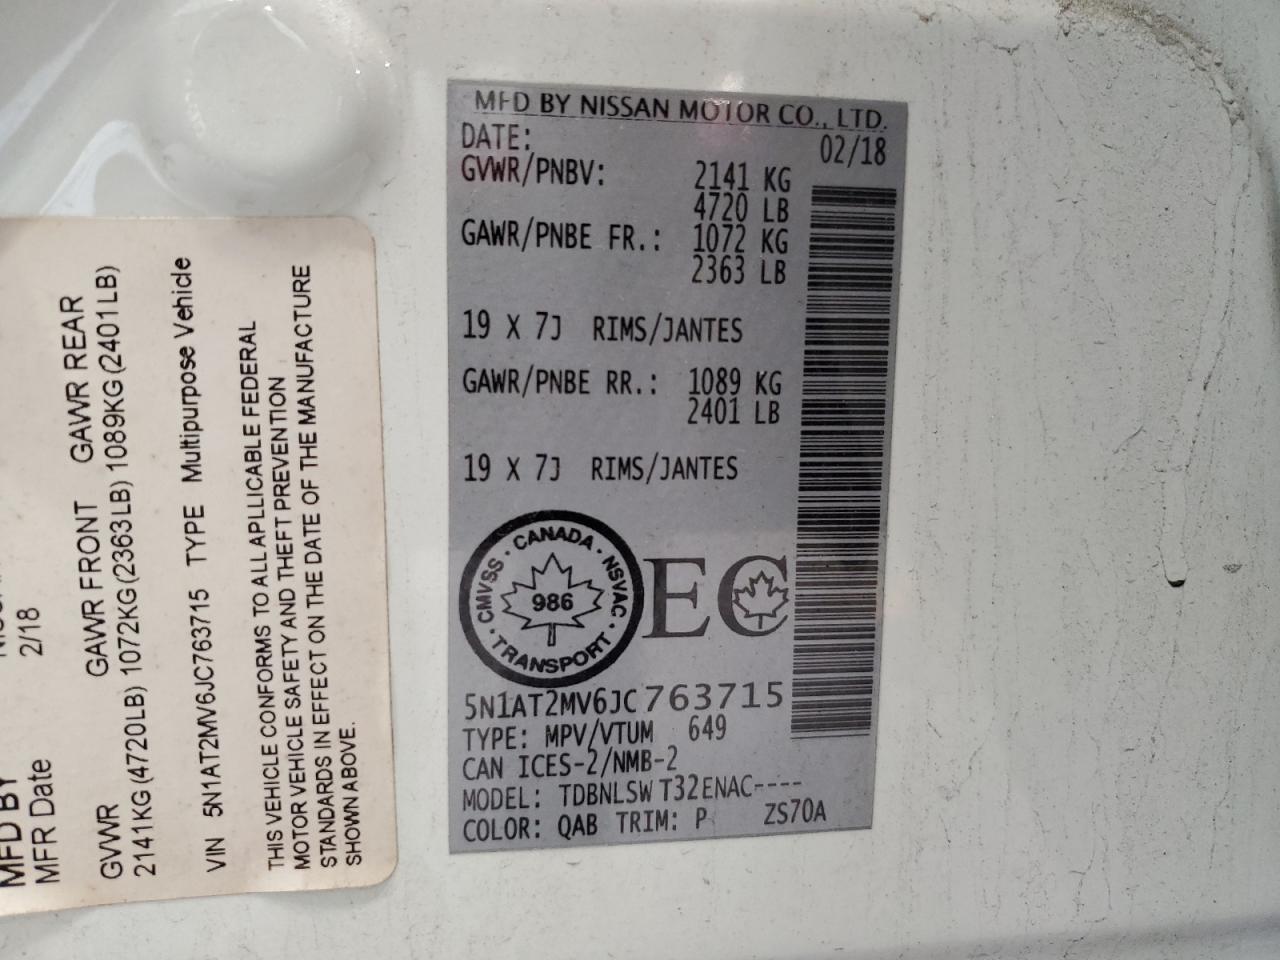 MFD BY NISSAN MOTOR CO., LTD.
DATE: 02/18
GVWR/PNBV: 2141 KG
4720 LB
GAWR/PNBE FR.: 1072 KG
2363 LB
19 X 7J RIMS/JANTES
GAWR/PNBE RR.: 1089 KG
2401 LB
19 X 7J RIMS/JANTES
CANADA · NSVAC · TRANSPORT · CMVSS ·
986
EC
5N1AT2MV6JC763715
TYPE: MPV/VTUM 649
CAN ICES-2/NMB-2
MODEL: TDBNLSW T32ENAC----
COLOR: QAB TRIM: P ZS70A
MFD BY
MFR Date 2/18
GVWR GAWR FRONT GAWR REAR
2141KG (4720LB) 1072KG (2363LB) 1089KG (2401LB)
VIN 5N1AT2MV6JC763715 TYPE Multipurpose Vehicle
THIS VEHICLE CONFORMS TO ALL APLLICABLE FEDERAL
MOTOR VEHICLE SAFETY AND THEFT PREVENTION
STANDARDS IN EFFECT ON THE DATE OF THE MANUFACTURE
SHOWN ABOVE.